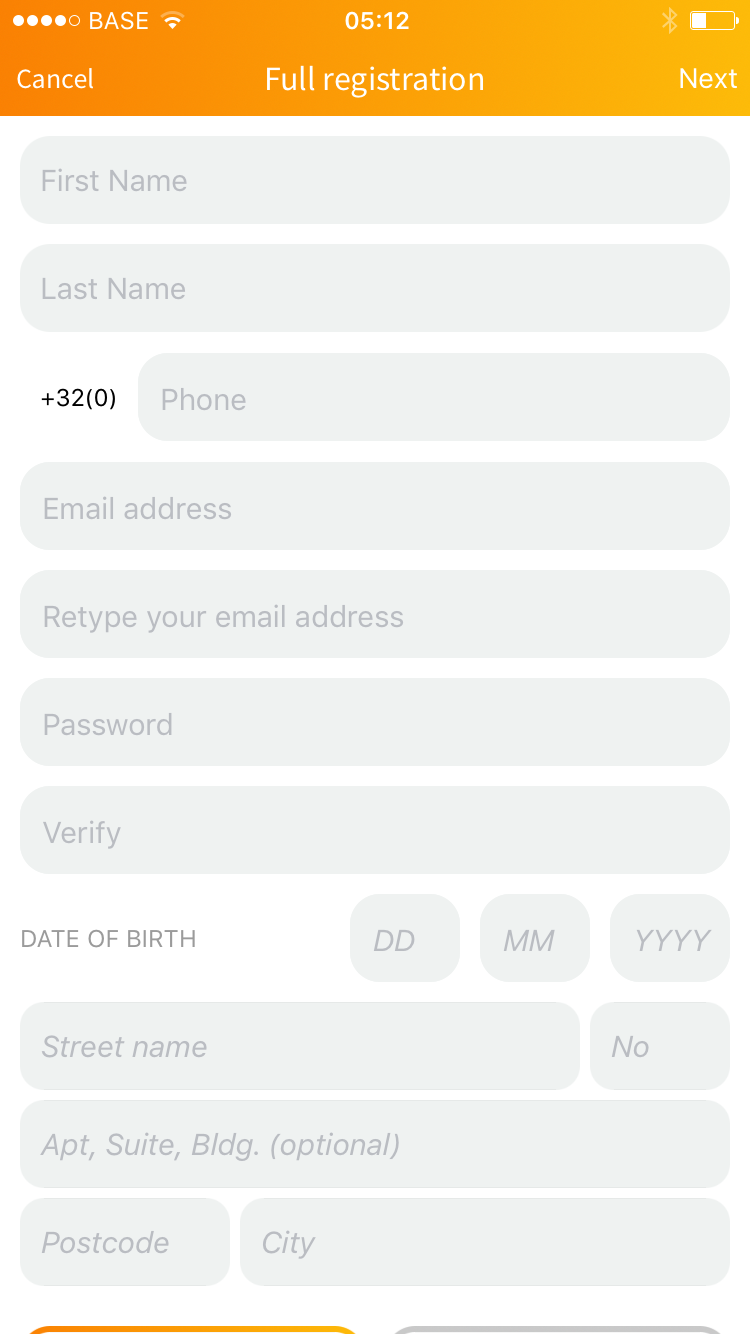 BASE 05:12
Cancel Full registration Next
First Name
Last Name
+32(0) Phone
Email address
Retype your email address
Password
Verify
DATE OF BIRTH DD MM YYYY
Street name No
Apt, Suite, Bldg. (optional)
Postcode City